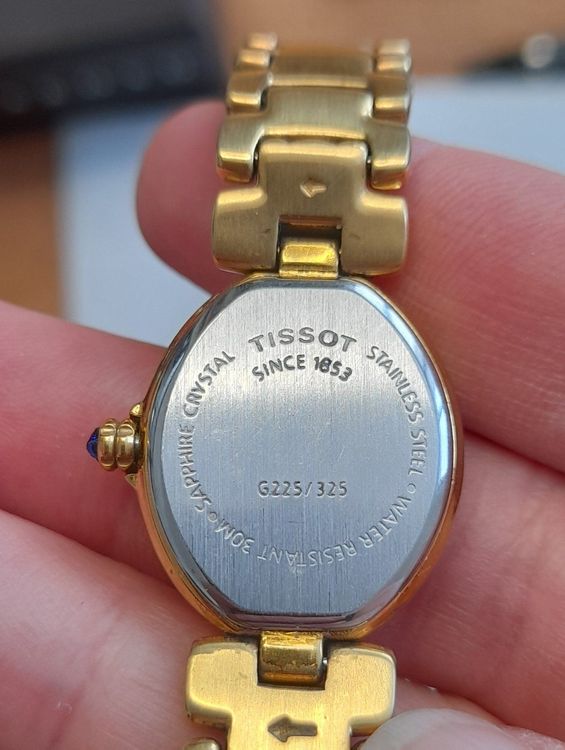 TISSOT
SINCE 1853
SAPPHIRE CRYSTAL
STAINLESS STEEL ○ WATER RESISTANT 30M ○
G225/325